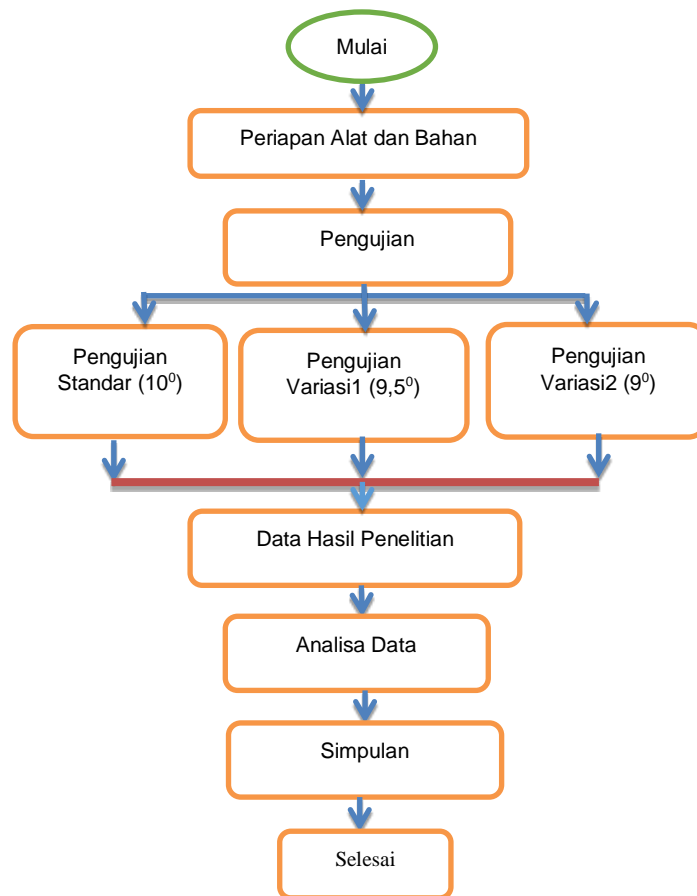 Mulai
Periapan Alat dan Bahan
Pengujian
Pengujian
Standar (10⁰)
Pengujian
Variasi1 (9,5⁰)
Pengujian
Variasi2 (9⁰)
Data Hasil Penelitian
Analisa Data
Simpulan
Selesai